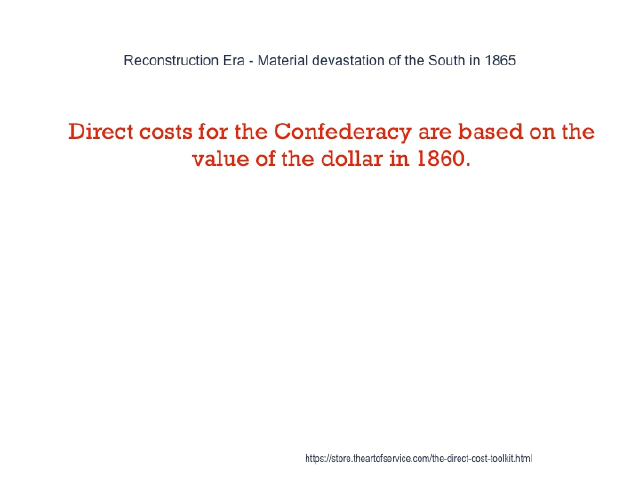 Reconstruction Era - Material devastation of the South in 1865
Direct costs for the Confederacy are based on the
value of the dollar in 1860.
https://store.theartofservice.com/the-direct-cost-toolkit.html